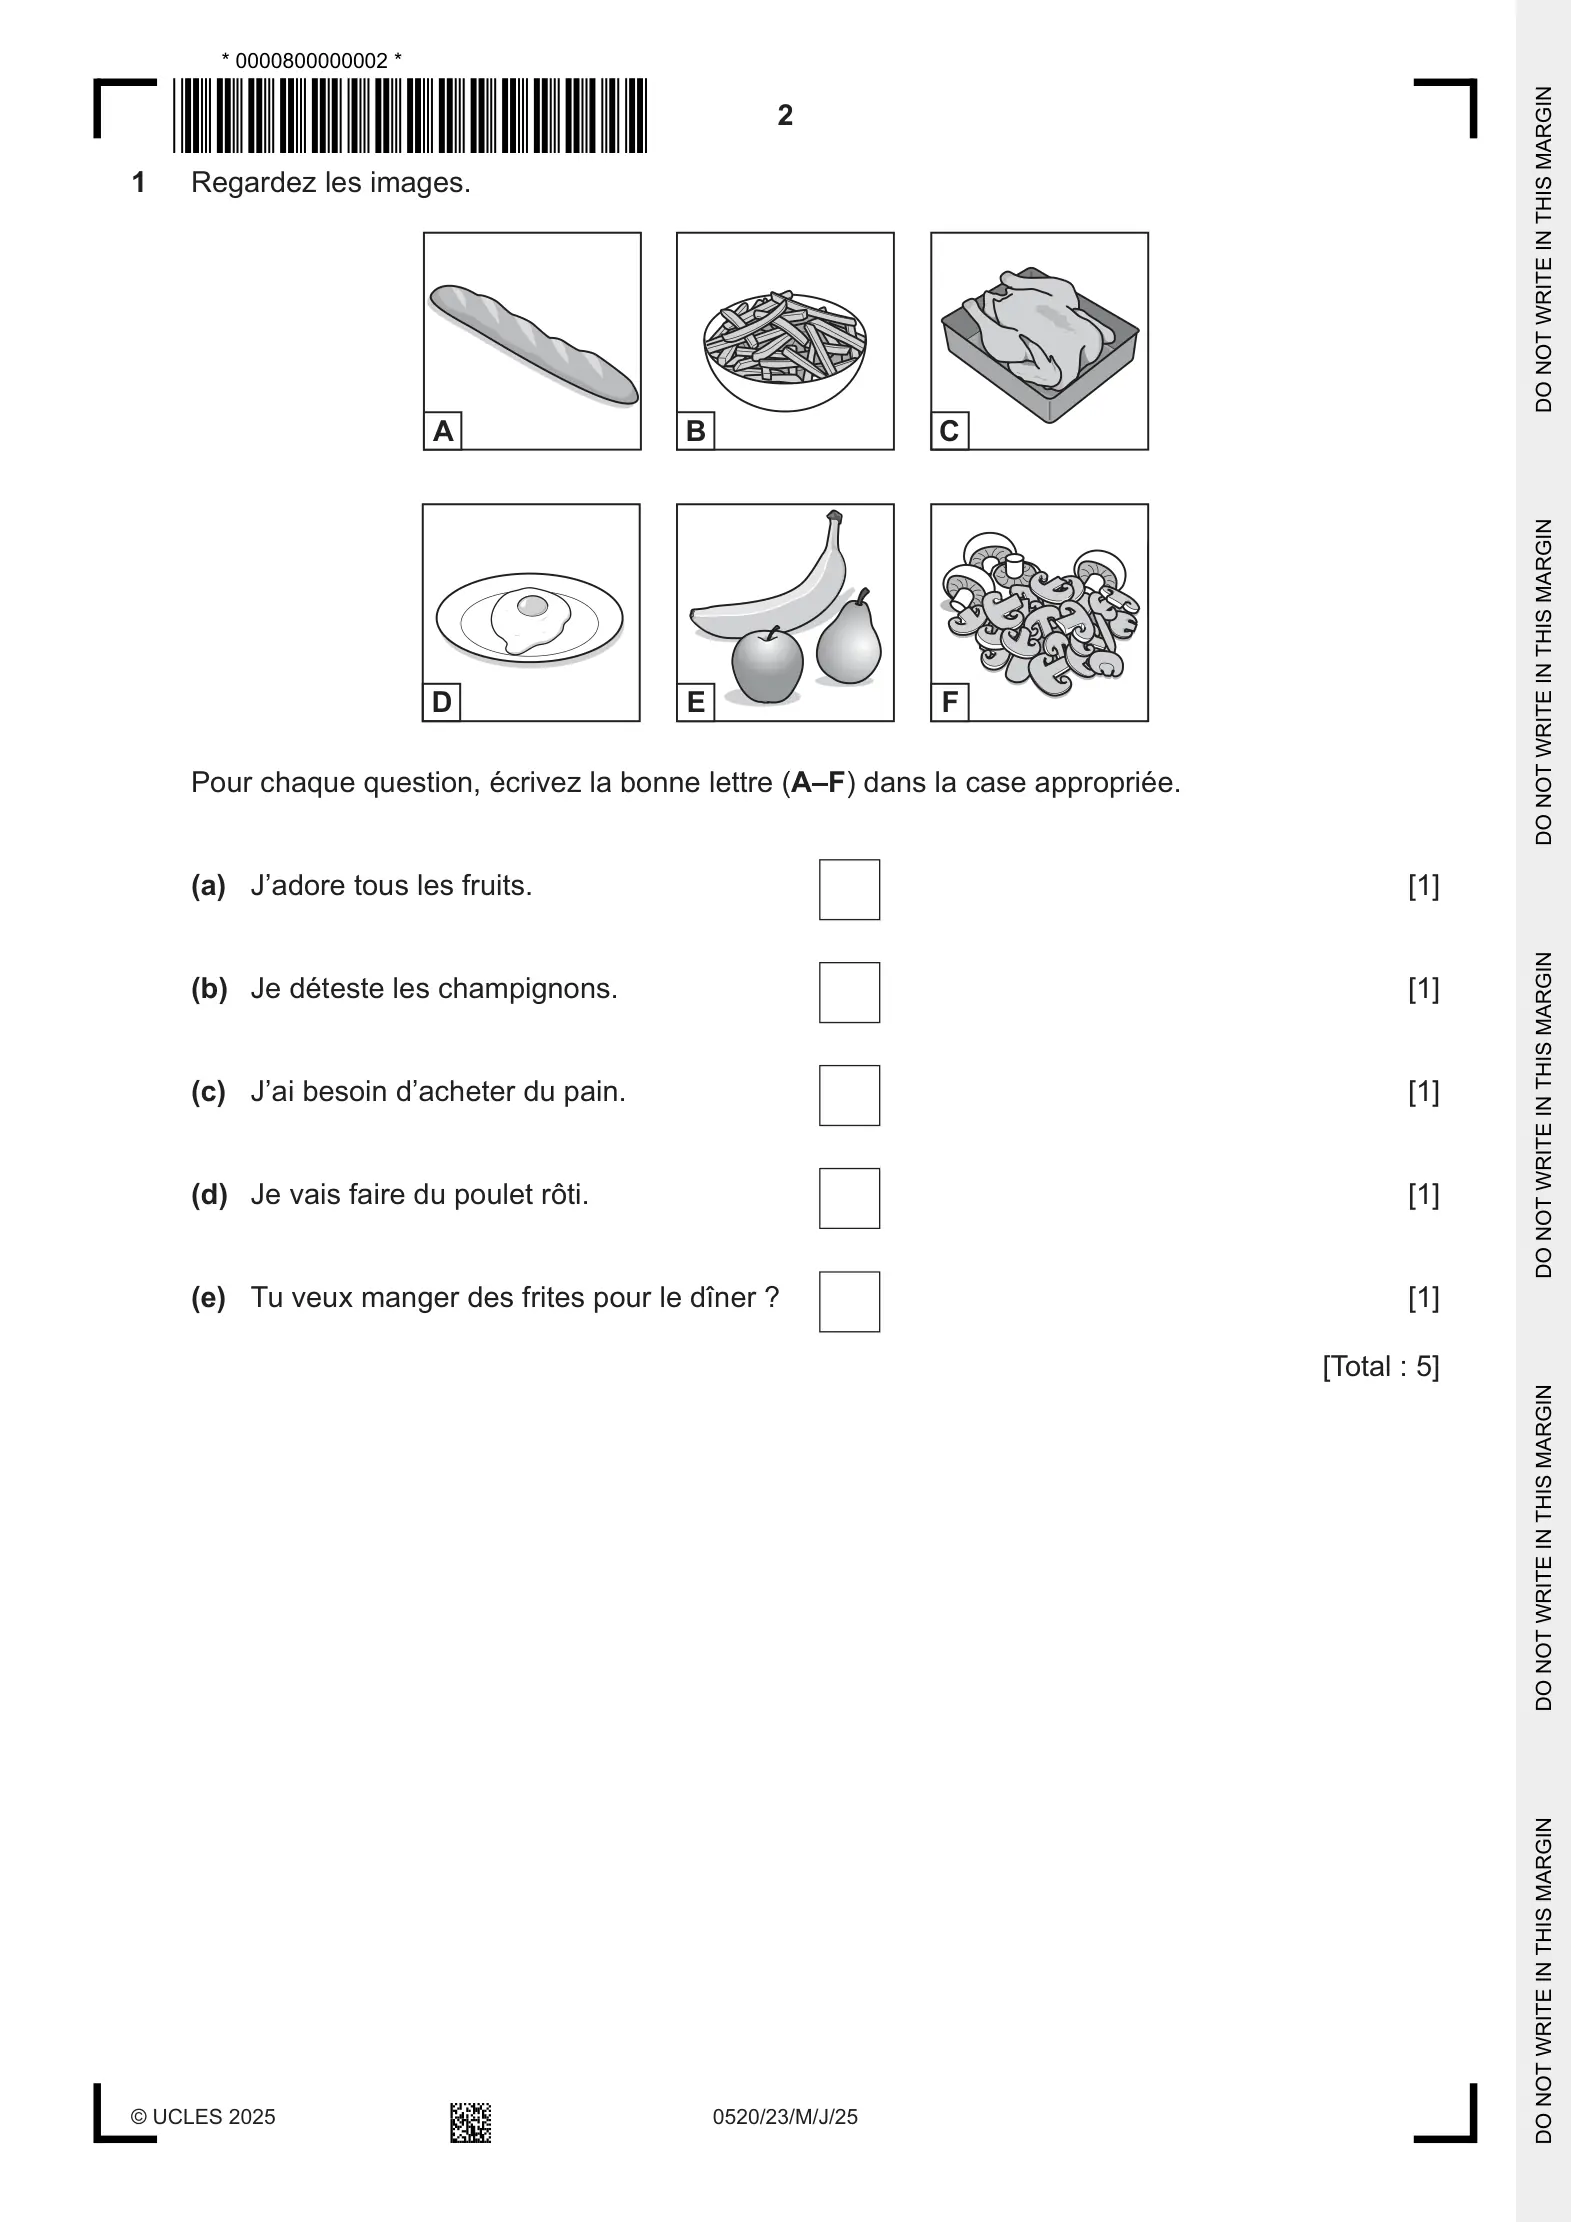 * 0000800000002 *
2
1 Regardez les images.
A
B
C
D
E
F
Pour chaque question, écrivez la bonne lettre (A–F) dans la case appropriée.
(a) J’adore tous les fruits. [1]
(b) Je déteste les champignons. [1]
(c) J’ai besoin d’acheter du pain. [1]
(d) Je vais faire du poulet rôti. [1]
(e) Tu veux manger des frites pour le dîner ? [1]
[Total : 5]
© UCLES 2025
0520/23/M/J/25
DO NOT WRITE IN THIS MARGIN
DO NOT WRITE IN THIS MARGIN
DO NOT WRITE IN THIS MARGIN
DO NOT WRITE IN THIS MARGIN
DO NOT WRITE IN THIS MARGIN